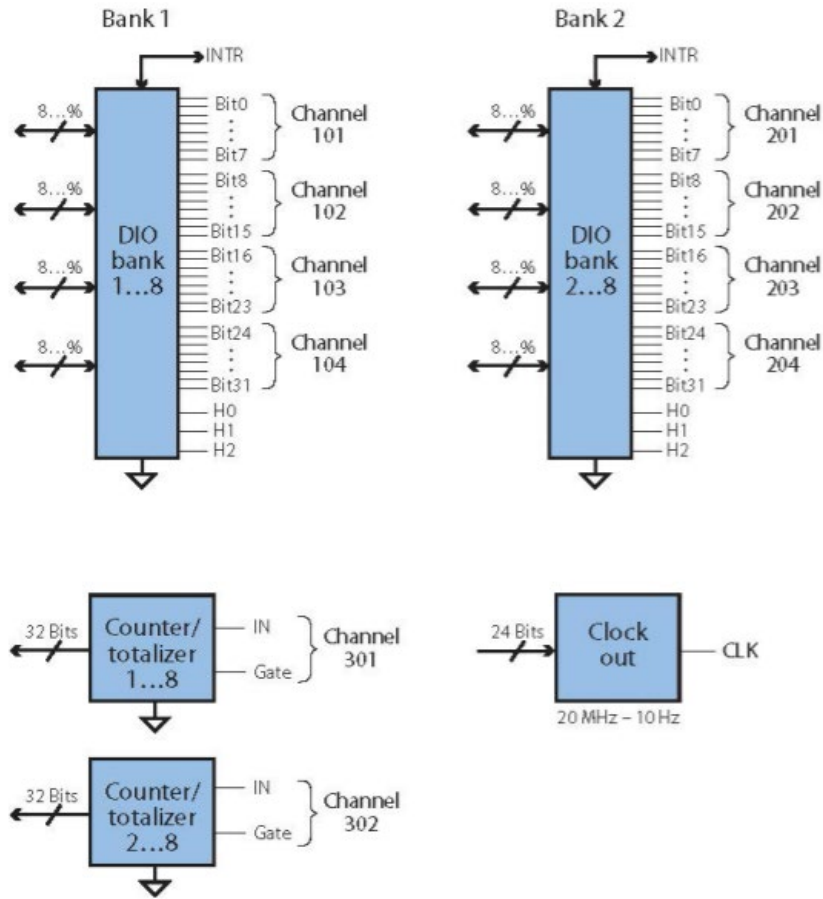 Bank 1
INTR
8...%
8...%
8...%
8...%
DIO
bank
1...8
Bit0
Bit7
Channel
101
Bit8
Bit15
Channel
102
Bit16
Bit23
Channel
103
Bit24
Bit31
Channel
104
H0
H1
H2
Bank 2
INTR
8...%
8...%
8...%
8...%
DIO
bank
2...8
Bit0
Bit7
Channel
201
Bit8
Bit15
Channel
202
Bit16
Bit23
Channel
203
Bit24
Bit31
Channel
204
H0
H1
H2
32 Bits
Counter/
totalizer
1...8
IN
Gate
Channel
301
24 Bits
Clock
out
CLK
20 MHz – 10 Hz
32 Bits
Counter/
totalizer
2...8
IN
Gate
Channel
302